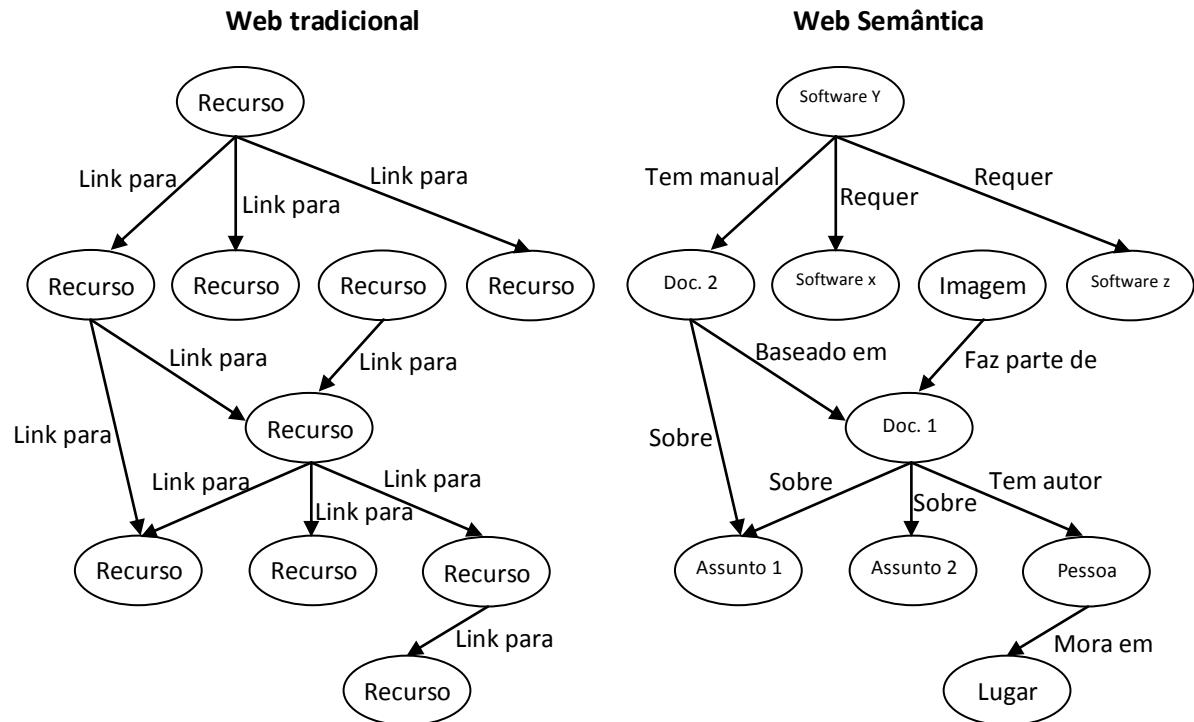 Web tradicional
Recurso
Link para
Link para
Link para
Recurso
Recurso
Recurso
Recurso
Link para
Link para
Link para
Recurso
Link para
Link para
Link para
Recurso
Recurso
Recurso
Link para
Recurso
Web Semântica
Software Y
Tem manual
Requer
Requer
Doc. 2
Software x
Imagem
Software z
Baseado em
Faz parte de
Sobre
Doc. 1
Sobre
Sobre
Tem autor
Assunto 1
Assunto 2
Pessoa
Mora em
Lugar